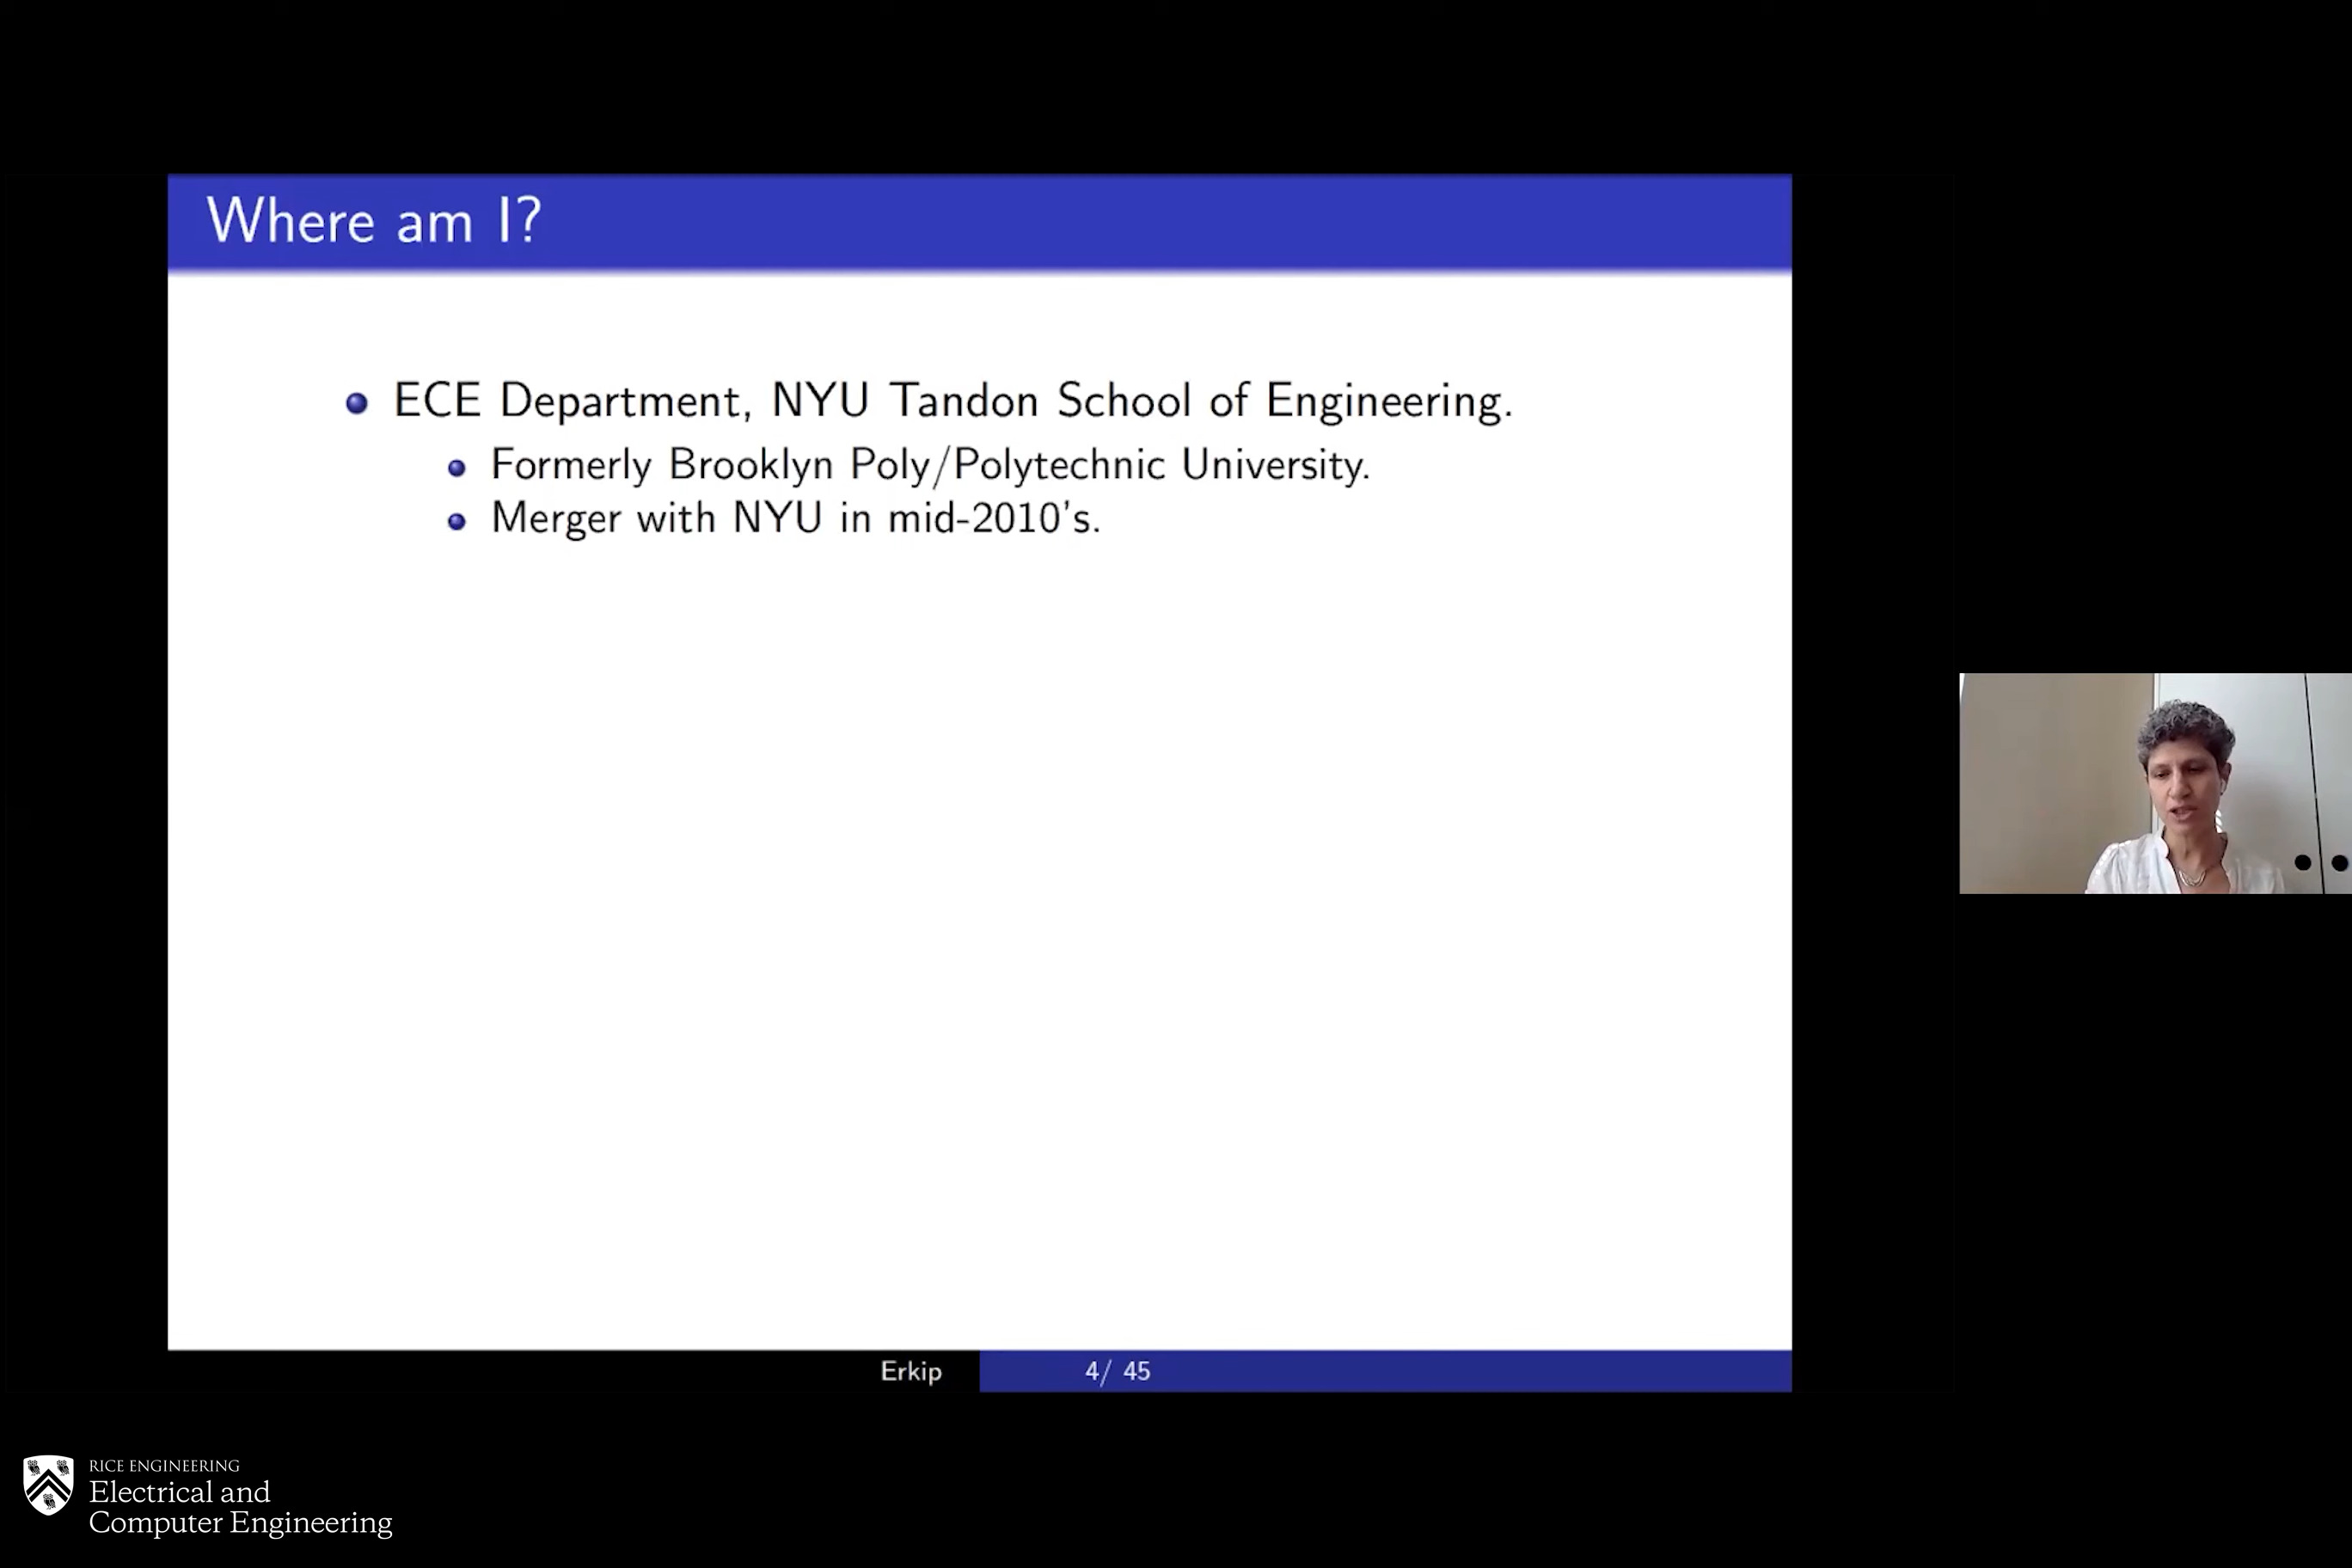 Where am I?
ECE Department, NYU Tandon School of Engineering.
Formerly Brooklyn Poly/Polytechnic University.
Merger with NYU in mid-2010's.
Erkip
4/ 45
RICE ENGINEERING
Electrical and
Computer Engineering